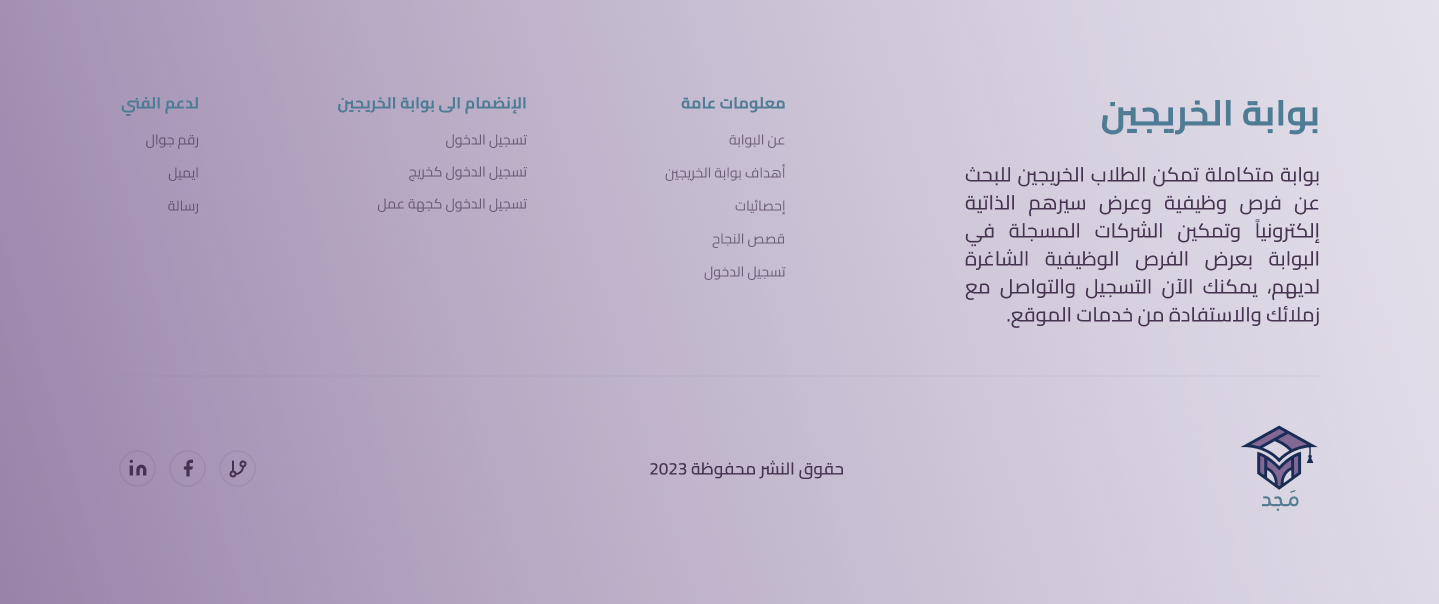 بوابة الخريجين
بوابة متكاملة تمكن الطلاب الخريجين للبحث
عن فرص وظيفية وعرض سيرهم الذاتية
إلكترونياً وتمكين الشركات المسجلة في
البوابة بعرض الفرص الوظيفية الشاغرة
لديهم، يمكنك الآن التسجيل والتواصل مع
زملائك والاستفادة من خدمات الموقع.
معلومات عامة
عن البوابة
أهداف بوابة الخريجين
إحصائيات
قصص النجاح
تسجيل الدخول
الإنضمام الى بوابة الخريجين
تسجيل الدخول
تسجيل الدخول كخريج
تسجيل الدخول كجهة عمل
لدعم الفني
رقم جوال
ايميل
رسالة
مَجد
حقوق النشر محفوظة 2023